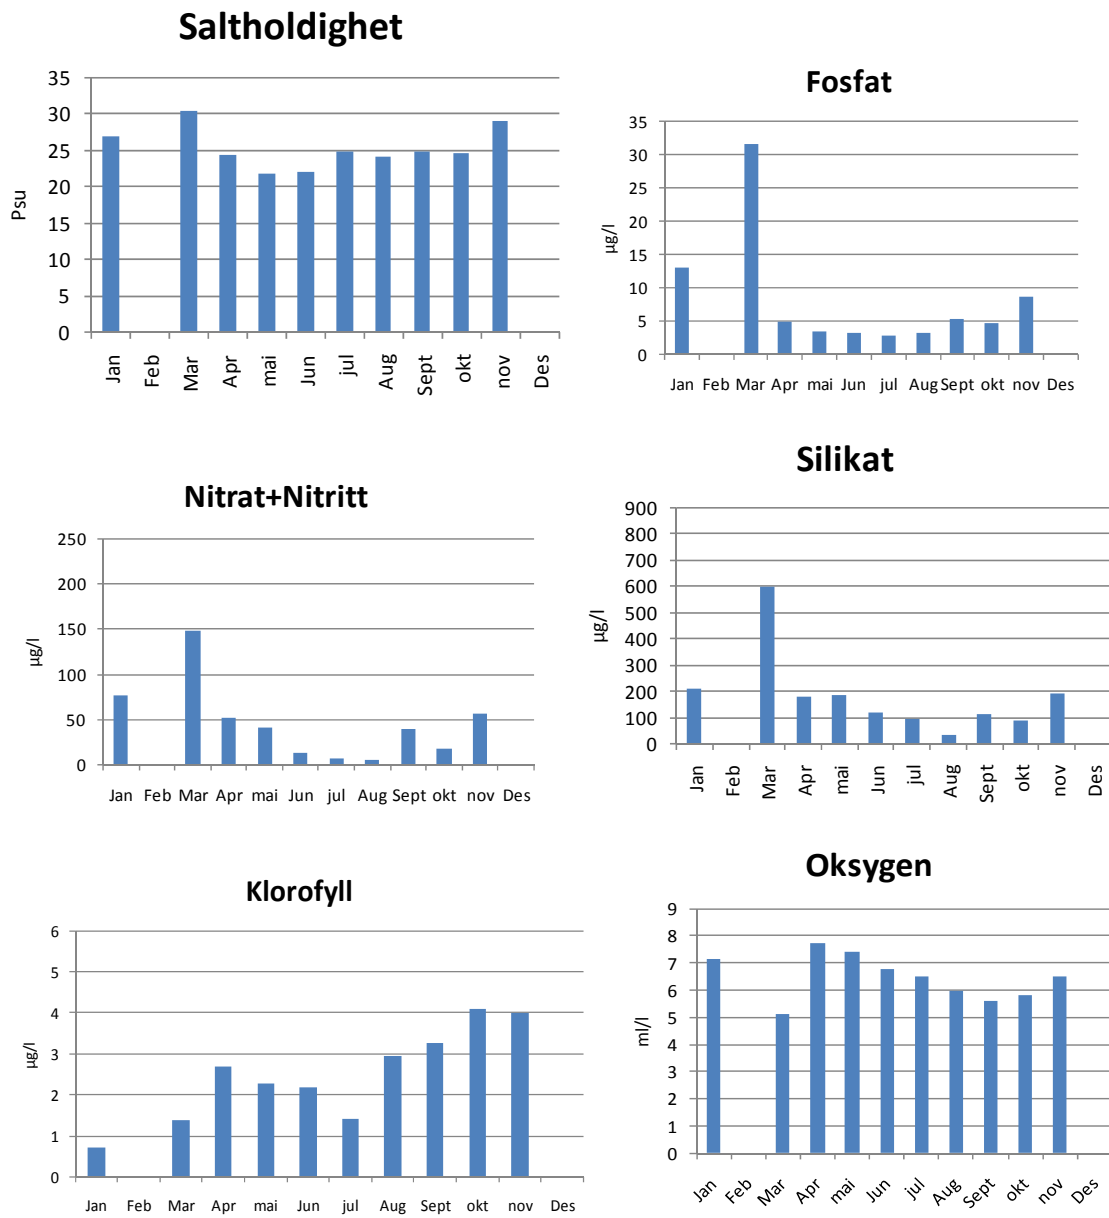 Saltholdighet
35
30
25
20
15
10
5
0
Psu
Jan Feb Mar Apr mai Jun jul Aug Sept okt nov Des
Fosfat
35
30
25
20
15
10
5
0
µg/l
Jan Feb Mar Apr mai Jun jul Aug Sept okt nov Des
Nitrat+Nitritt
250
200
150
100
50
0
µg/l
Jan Feb Mar Apr mai Jun jul Aug Sept okt nov Des
Silikat
900
800
700
600
500
400
300
200
100
0
µg/l
Jan Feb Mar Apr mai Jun jul Aug Sept okt nov Des
Klorofyll
6
5
4
3
2
1
0
µg/l
Jan Feb Mar Apr mai Jun jul Aug Sept okt nov Des
Oksygen
9
8
7
6
5
4
3
2
1
0
ml/l
Jan Feb Mar Apr mai Jun jul Aug Sept okt nov Des